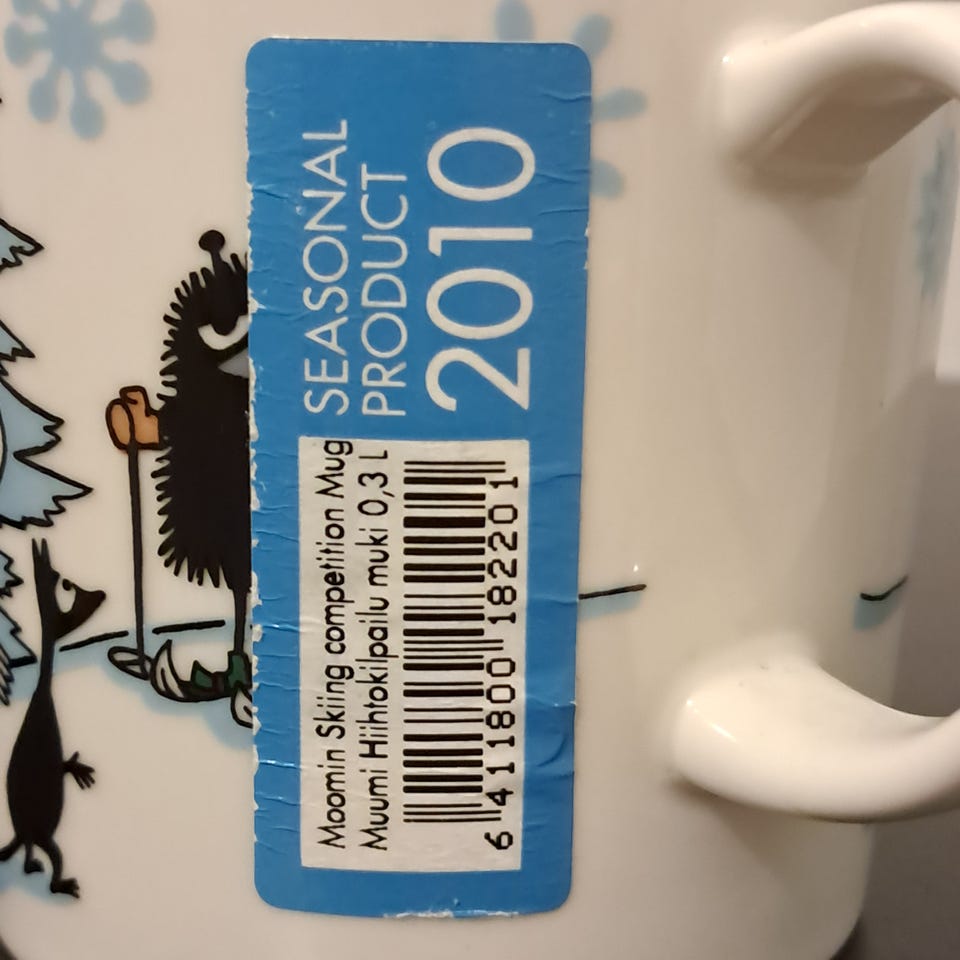 SEASONAL
PRODUCT
2010
Moomin Skiing competition Mug
Muumi Hiihtokilpailu muki 0,3 L
6 411800 182201